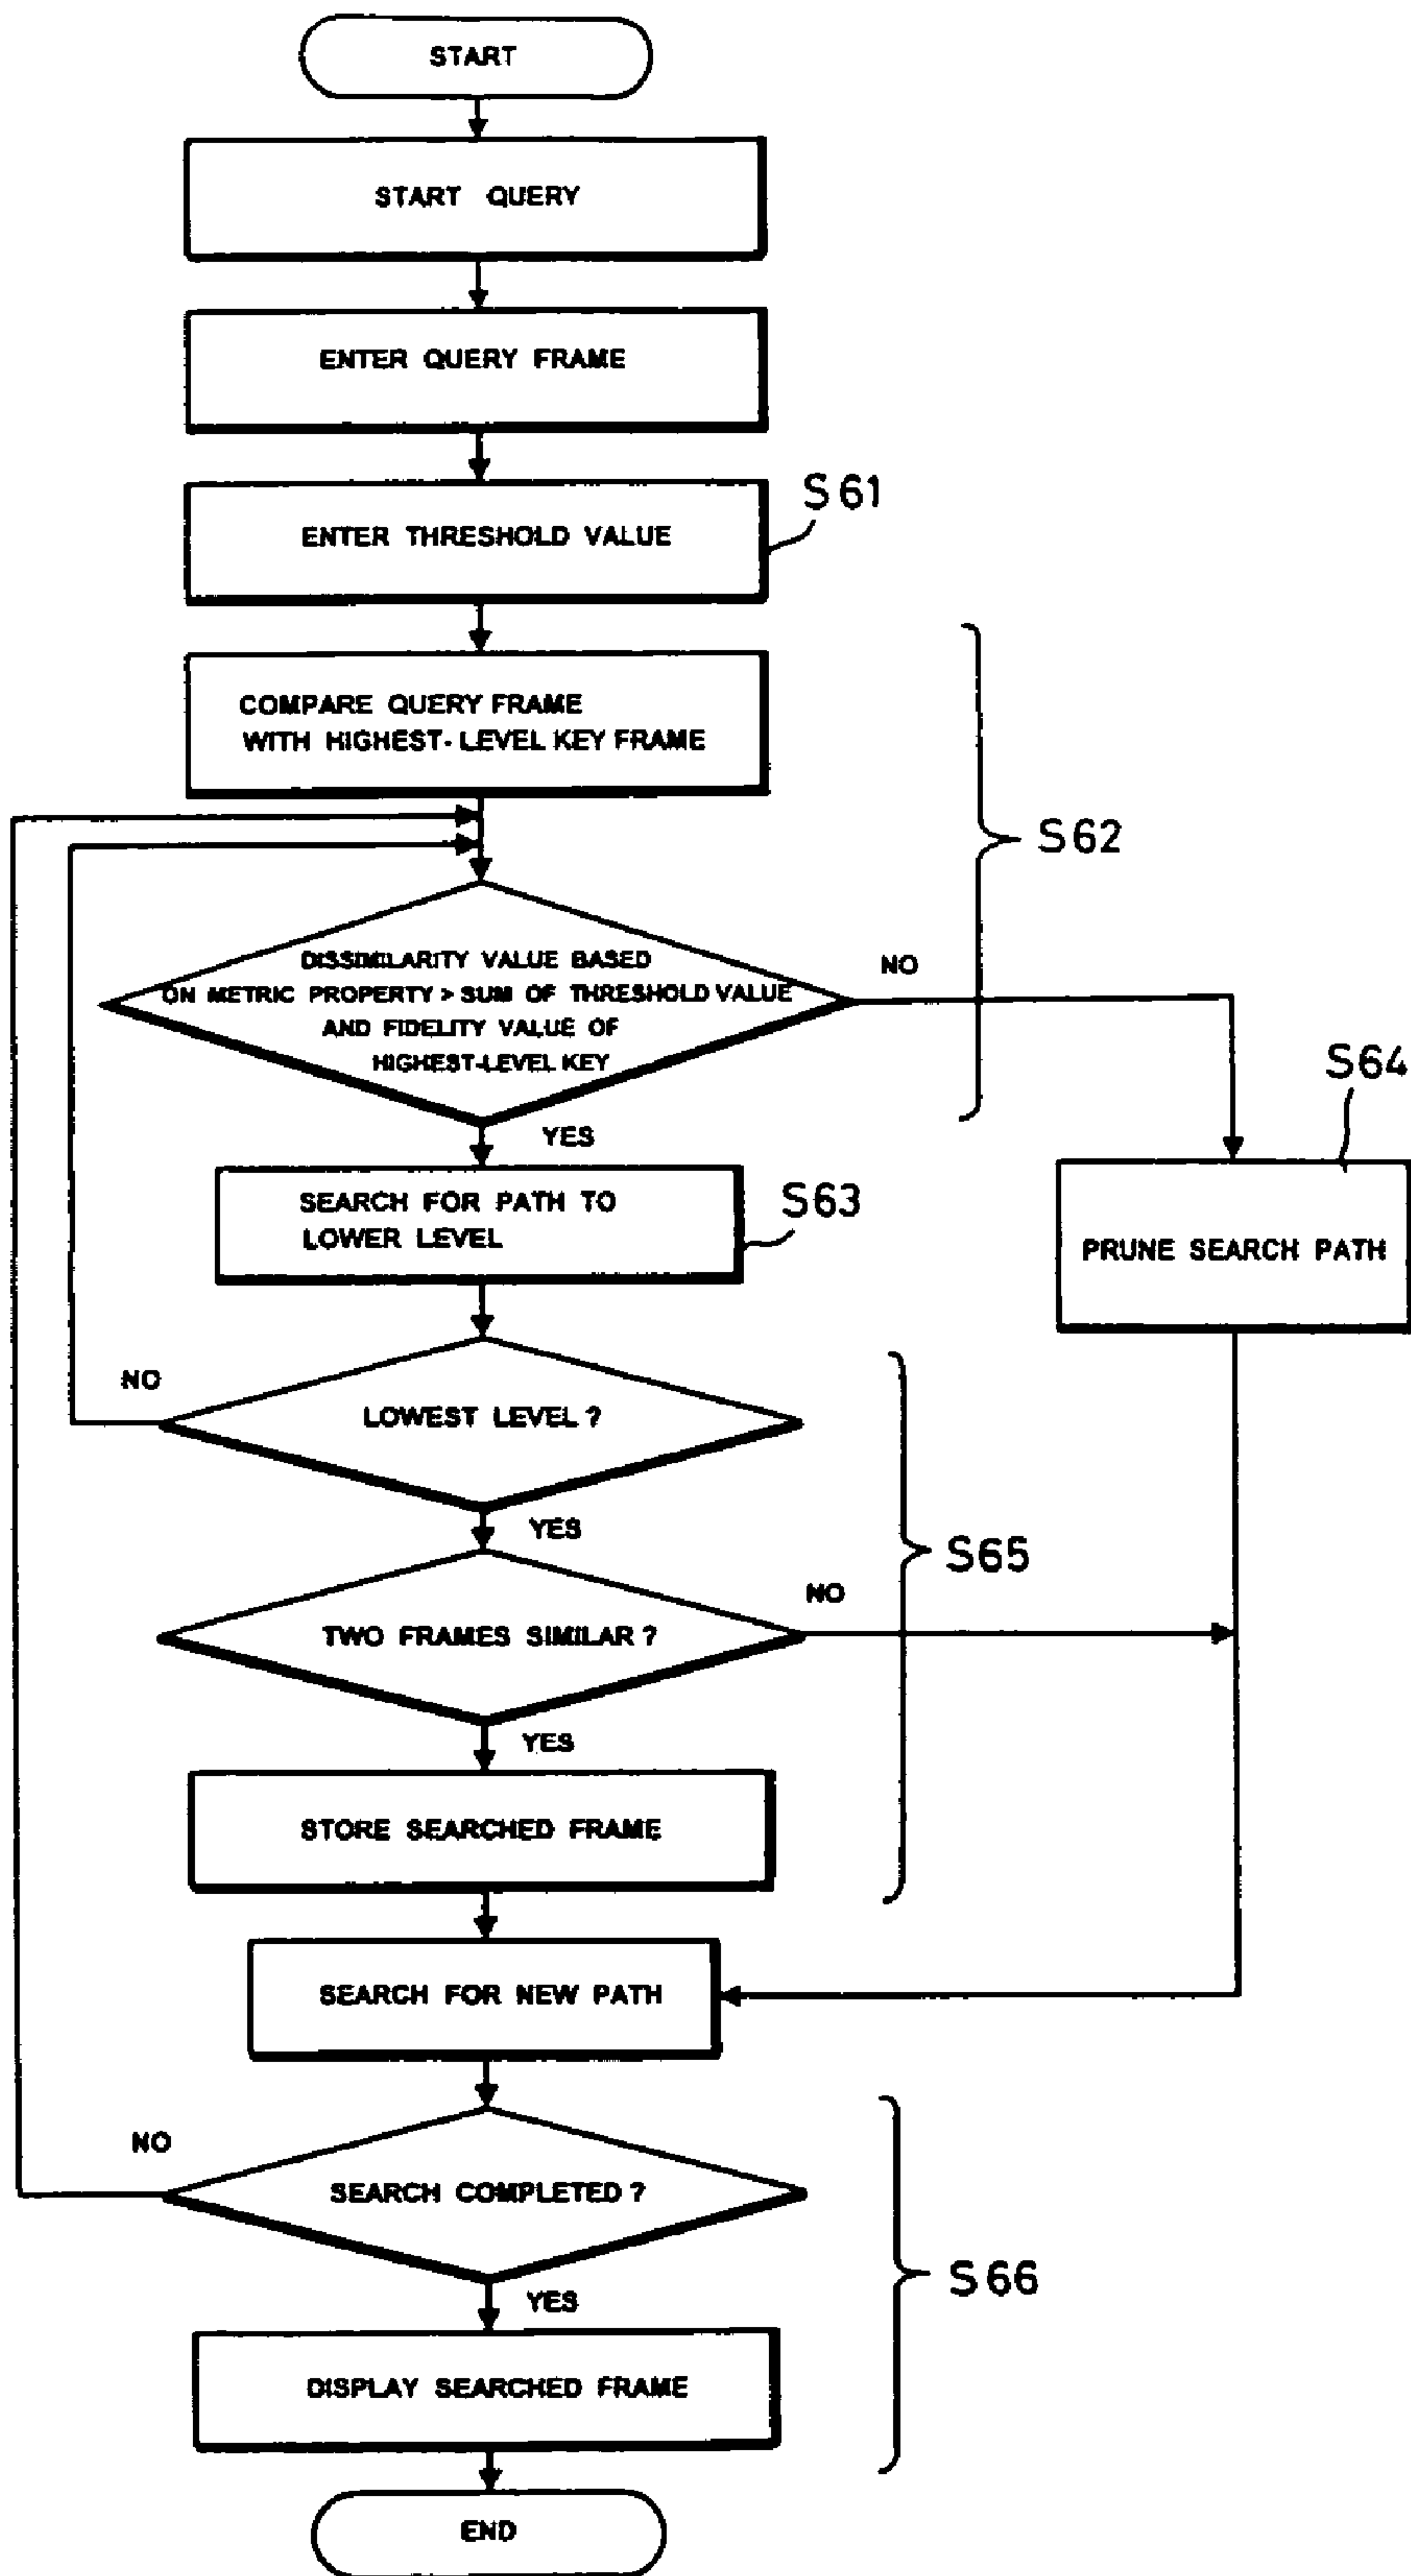 START
START QUERY
ENTER QUERY FRAME
S61
ENTER THRESHOLD VALUE
COMPARE QUERY FRAME
WITH HIGHEST-LEVEL KEY FRAME
S62
DISSIMILARITY VALUE BASED
ON METRIC PROPERTY > SUM OF THRESHOLD VALUE
AND FIDELITY VALUE OF
HIGHEST-LEVEL KEY
NO
YES
S64
PRUNE SEARCH PATH
SEARCH FOR PATH TO
LOWER LEVEL
S63
NO
LOWEST LEVEL ?
YES
S65
TWO FRAMES SIMILAR ?
NO
YES
STORE SEARCHED FRAME
SEARCH FOR NEW PATH
NO
SEARCH COMPLETED ?
YES
S66
DISPLAY SEARCHED FRAME
END